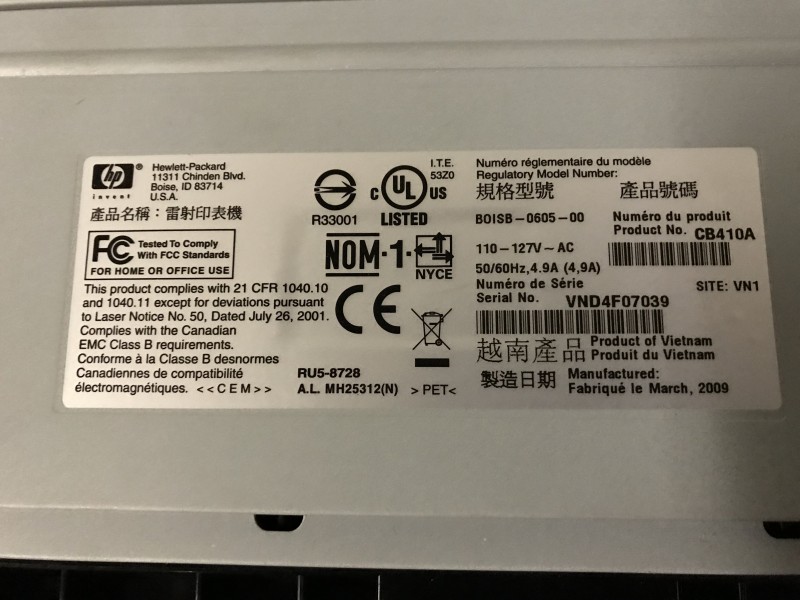 hp
invent
Hewlett-Packard
11311 Chinden Blvd.
Boise, ID 83714
U.S.A.
產品名稱：雷射印表機
FC Tested To Comply
With FCC Standards
FOR HOME OR OFFICE USE
This product complies with 21 CFR 1040.10
and 1040.11 except for deviations pursuant
to Laser Notice No. 50, Dated July 26, 2001.
Complies with the Canadian
EMC Class B requirements.
Conforme à la Classe B desnormes
Canadiennes de compatibilité
électromagnétiques. <<CEM>>
R33001
I.T.E.
53Z0
C UL US
LISTED
NOM-1-
NYCE
CE
RU5-8728
A.L. MH25312(N) >PET<
Numéro réglementaire du modèle
Regulatory Model Number:
規格型號 產品號碼
BOISB-0605-00
Numéro du produit
Product No. CB410A
110-127V~AC
50/60Hz,4.9A (4,9A)
Numéro de Série
SITE: VN1
Serial No. VND4F07039
越南產品 Product of Vietnam
Produit du Vietnam
製造日期 Manufactured:
Fabriqué le March, 2009